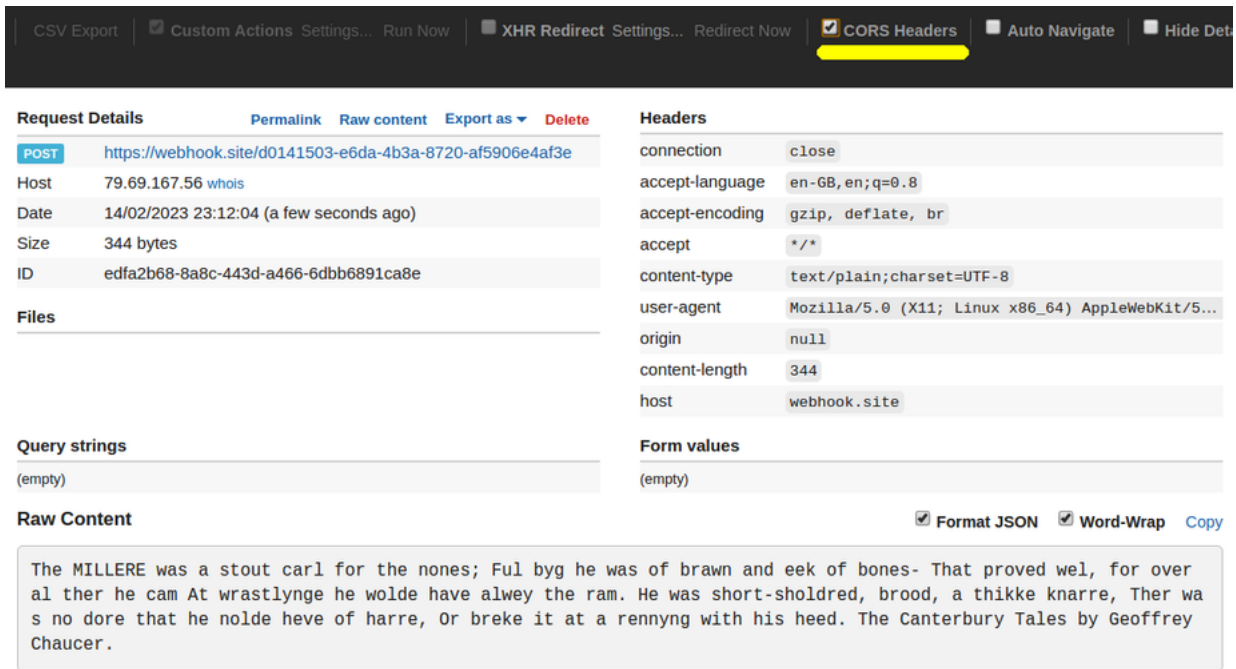 CSV Export Custom Actions Settings... Run Now XHR Redirect Settings... Redirect Now CORS Headers Auto Navigate Hide Deta
Request Details Permalink Raw content Export as Delete
POST https://webhook.site/d0141503-e6da-4b3a-8720-af5906e4af3e
Host 79.69.167.56 whois
Date 14/02/2023 23:12:04 (a few seconds ago)
Size 344 bytes
ID edfa2b68-8a8c-443d-a466-6dbb6891ca8e
Files
Headers
connection close
accept-language en-GB,en;q=0.8
accept-encoding gzip, deflate, br
accept */*
content-type text/plain;charset=UTF-8
user-agent Mozilla/5.0 (X11; Linux x86_64) AppleWebKit/5...
origin null
content-length 344
host webhook.site
Query strings
(empty)
Form values
(empty)
Raw Content Format JSON Word-Wrap Copy
The MILLERE was a stout carl for the nones; Ful byg he was of brawn and eek of bones- That proved wel, for over
al ther he cam At wrastlynge he wolde have alwey the ram. He was short-sholdred, brood, a thikke knarre, Ther wa
s no dore that he nolde heve of harre, Or breke it at a rennyng with his heed. The Canterbury Tales by Geoffrey
Chaucer.